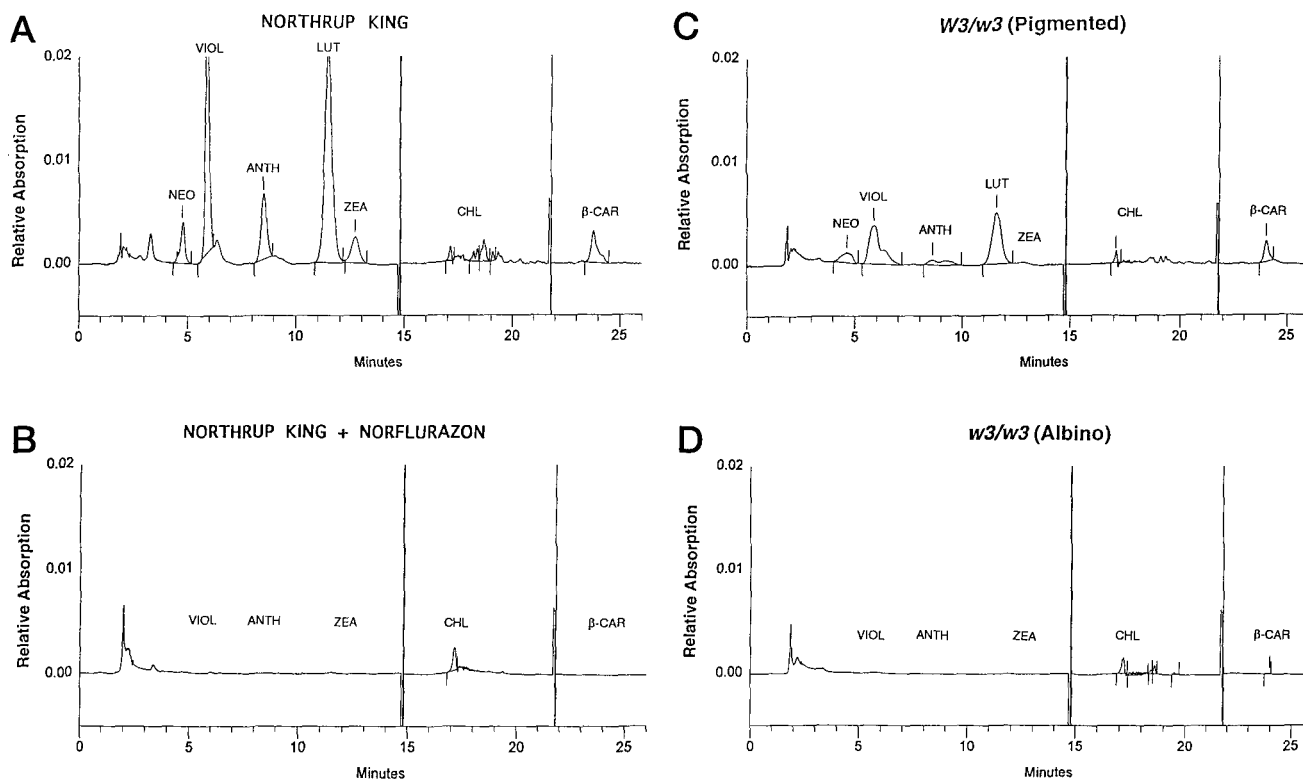 A
NORTHRUP KING
Relative Absorption
0.02
0.01
0.00
NEO
VIOL
ANTH
LUT
ZEA
CHL
β-CAR
0 5 10 15 20 25
Minutes
C
W3/w3 (Pigmented)
Relative Absorption
0.02
0.01
0.00
NEO
VIOL
ANTH
LUT
ZEA
CHL
β-CAR
0 5 10 15 20 25
Minutes
B
NORTHRUP KING + NORFLURAZON
Relative Absorption
0.02
0.01
0.00
VIOL
ANTH
ZEA
CHL
β-CAR
0 5 10 15 20 25
Minutes
D
w3/w3 (Albino)
Relative Absorption
0.02
0.01
0.00
VIOL
ANTH
ZEA
CHL
β-CAR
0 5 10 15 20 25
Minutes